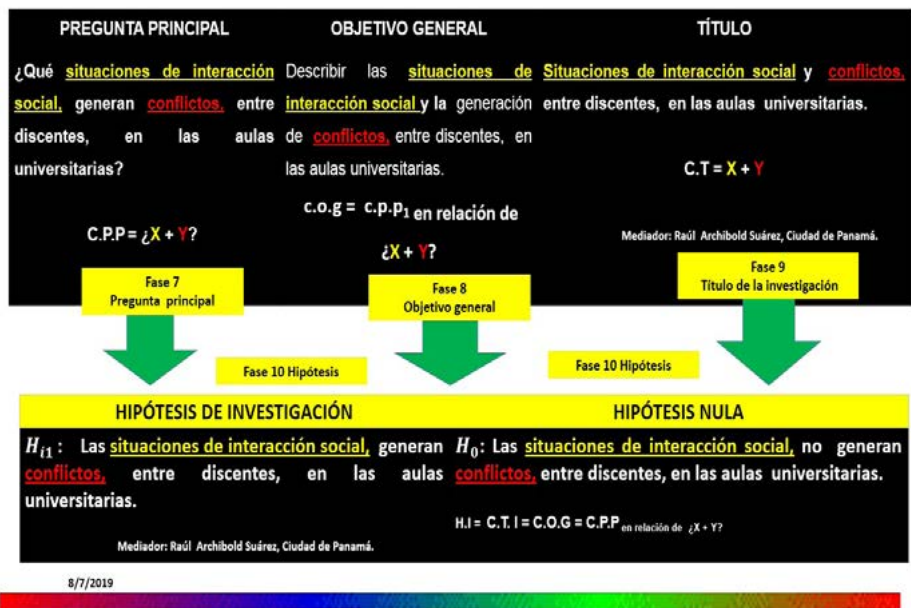 PREGUNTA PRINCIPAL
¿Qué situaciones de interacción
social, generan conflictos, entre
discentes, en las aulas
universitarias?
C.P.P = ¿X + Y?
OBJETIVO GENERAL
Describir las situaciones de
interacción social y la generación
de conflictos, entre discentes, en
las aulas universitarias.
c.o.g = c.p.p1 en relación de
¿X + Y?
TÍTULO
Situaciones de interacción social y conflictos,
entre discentes, en las aulas universitarias.
C.T = X + Y
Mediador: Raúl Archibold Suárez, Ciudad de Panamá.
Fase 7
Pregunta principal
Fase 8
Objetivo general
Fase 9
Título de la investigación
Fase 10 Hipótesis
Fase 10 Hipótesis
HIPÓTESIS DE INVESTIGACIÓN
Hi1: Las situaciones de interacción social, generan
conflictos, entre discentes, en las aulas
universitarias.
Mediador: Raúl Archibold Suárez, Ciudad de Panamá.
HIPÓTESIS NULA
H0: Las situaciones de interacción social, no generan
conflictos, entre discentes, en las aulas universitarias.
H.I = C.T. I = C.O.G = C.P.P en relación de ¿X + Y?
8/7/2019